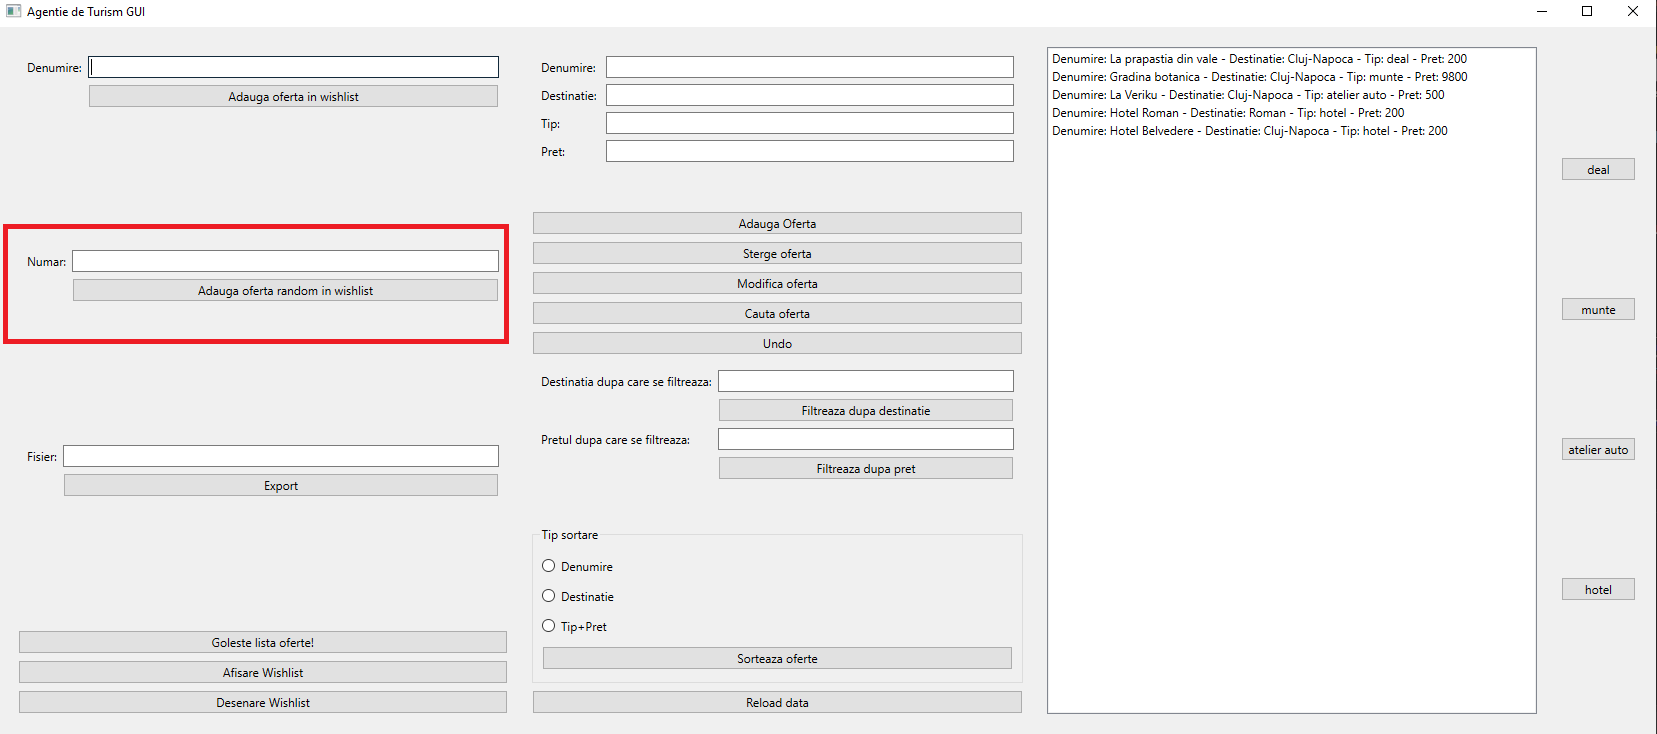 Agentie de Turism GUI
Denumire:
Adauga oferta in wishlist
Numar:
Adauga oferta random in wishlist
Fisier:
Export
Goleste lista oferte!
Afisare Wishlist
Desenare Wishlist
Denumire:
Destinatie:
Tip:
Pret:
Adauga Oferta
Sterge oferta
Modifica oferta
Cauta oferta
Undo
Destinatia dupa care se filtreaza:
Filtreaza dupa destinatie
Pretul dupa care se filtreaza:
Filtreaza dupa pret
Tip sortare
Denumire
Destinatie
Tip+Pret
Sorteaza oferte
Reload data
Denumire: La prapastia din vale - Destinatie: Cluj-Napoca - Tip: deal - Pret: 200
Denumire: Gradina botanica - Destinatie: Cluj-Napoca - Tip: munte - Pret: 9800
Denumire: La Veriku - Destinatie: Cluj-Napoca - Tip: atelier auto - Pret: 500
Denumire: Hotel Roman - Destinatie: Roman - Tip: hotel - Pret: 200
Denumire: Hotel Belvedere - Destinatie: Cluj-Napoca - Tip: hotel - Pret: 200
deal
munte
atelier auto
hotel